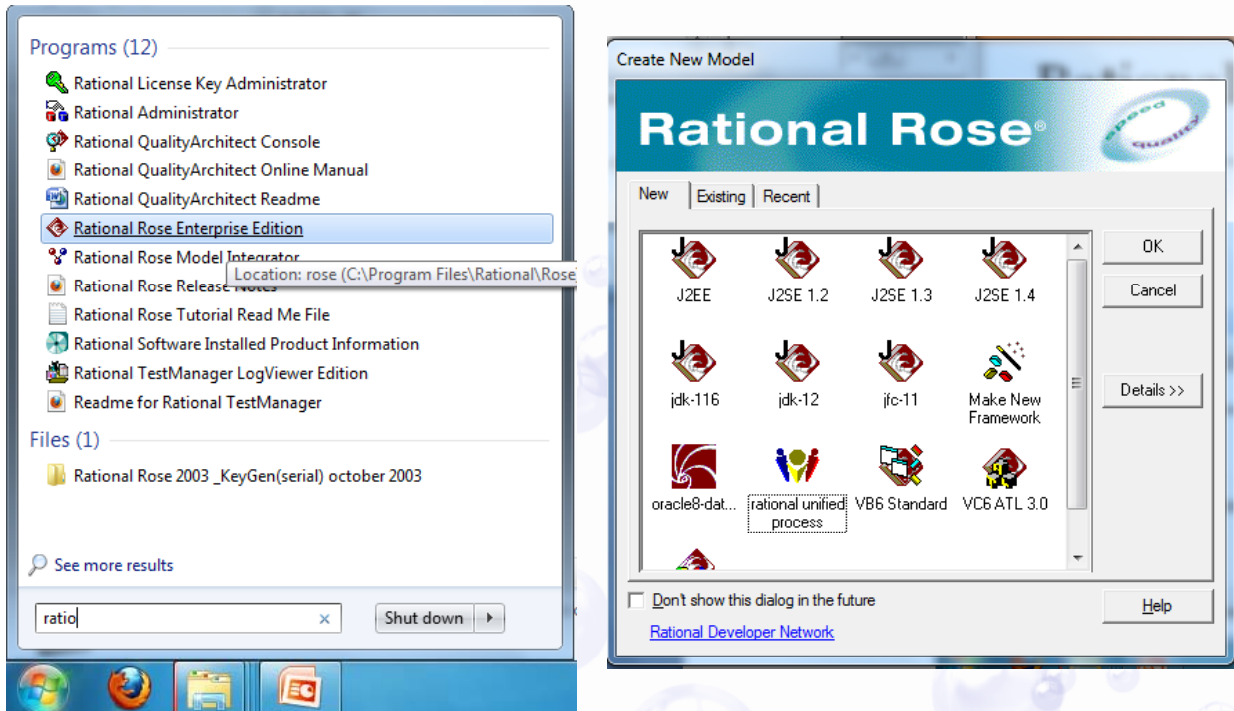 Programs (12)
Rational License Key Administrator
Rational Administrator
Rational QualityArchitect Console
Rational QualityArchitect Online Manual
Rational QualityArchitect Readme
Rational Rose Enterprise Edition
Rational Rose Model Integrator
Location: rose (C:\Program Files\Rational\Rose
Rational Rose Release Notes
Rational Rose Tutorial Read Me File
Rational Software Installed Product Information
Rational TestManager LogViewer Edition
Readme for Rational TestManager
Files (1)
Rational Rose 2003 _KeyGen(serial) october 2003
See more results
ratio
Shut down
Create New Model
Rational Rose®
speed
quality
New
Existing
Recent
J2EE
J2SE 1.2
J2SE 1.3
J2SE 1.4
jdk-116
jdk-12
jfc-11
Make New
Framework
oracle8-dat...
rational unified
process
VB6 Standard
VC6 ATL 3.0
OK
Cancel
Details >>
Don't show this dialog in the future
Help
Rational Developer Network